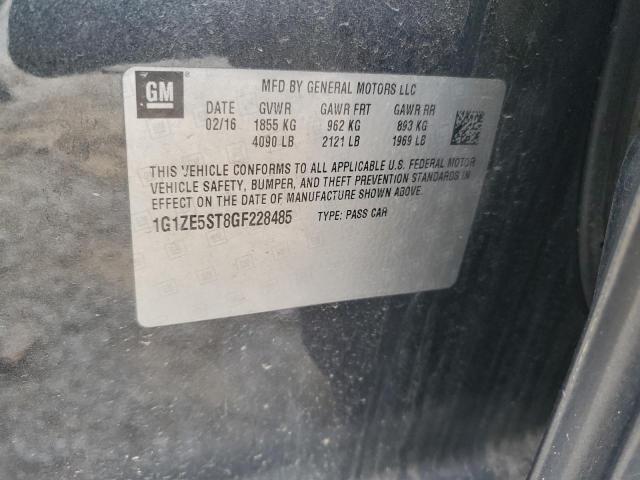 GM
MFD BY GENERAL MOTORS LLC
DATE GVWR GAWR FRT GAWR RR
02/16 1855 KG 962 KG 893 KG
4090 LB 2121 LB 1969 LB
THIS VEHICLE CONFORMS TO ALL APPLICABLE U.S. FEDERAL MOTOR
VEHICLE SAFETY, BUMPER, AND THEFT PREVENTION STANDARDS IN
EFFECT ON THE DATE OF MANUFACTURE SHOWN ABOVE.
1G1ZE5ST8GF228485 TYPE: PASS CAR